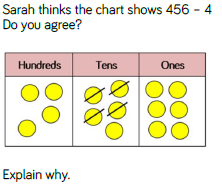 Sarah thinks the chart shows 456 – 4
Do you agree?
Hundreds Tens Ones
Explain why.